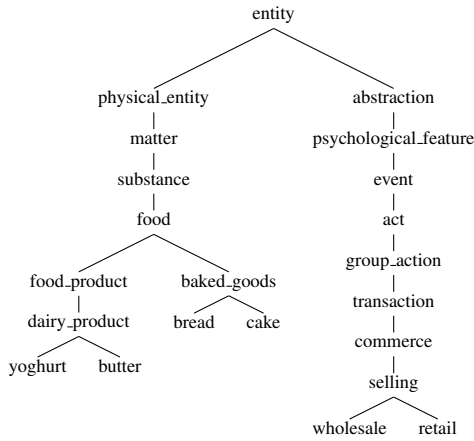 entity
physical_entity abstraction
matter psychological_feature
substance event
food act
group_action
food_product baked_goods
transaction
dairy_product bread cake
commerce
yoghurt butter
selling
wholesale retail